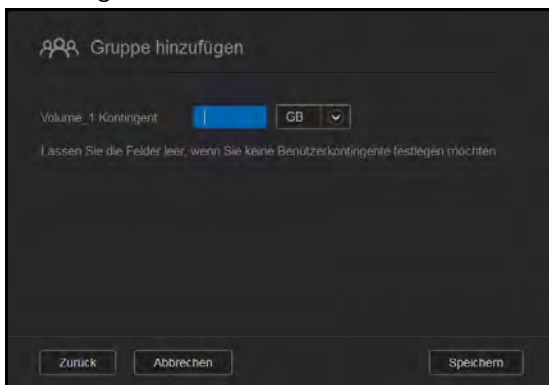 Gruppe hinzufügen
Volume_1 Kontingent GB
Lassen Sie die Felder leer, wenn Sie keine Benutzerkontingente festlegen möchten
Zurück Abbrechen Speichern